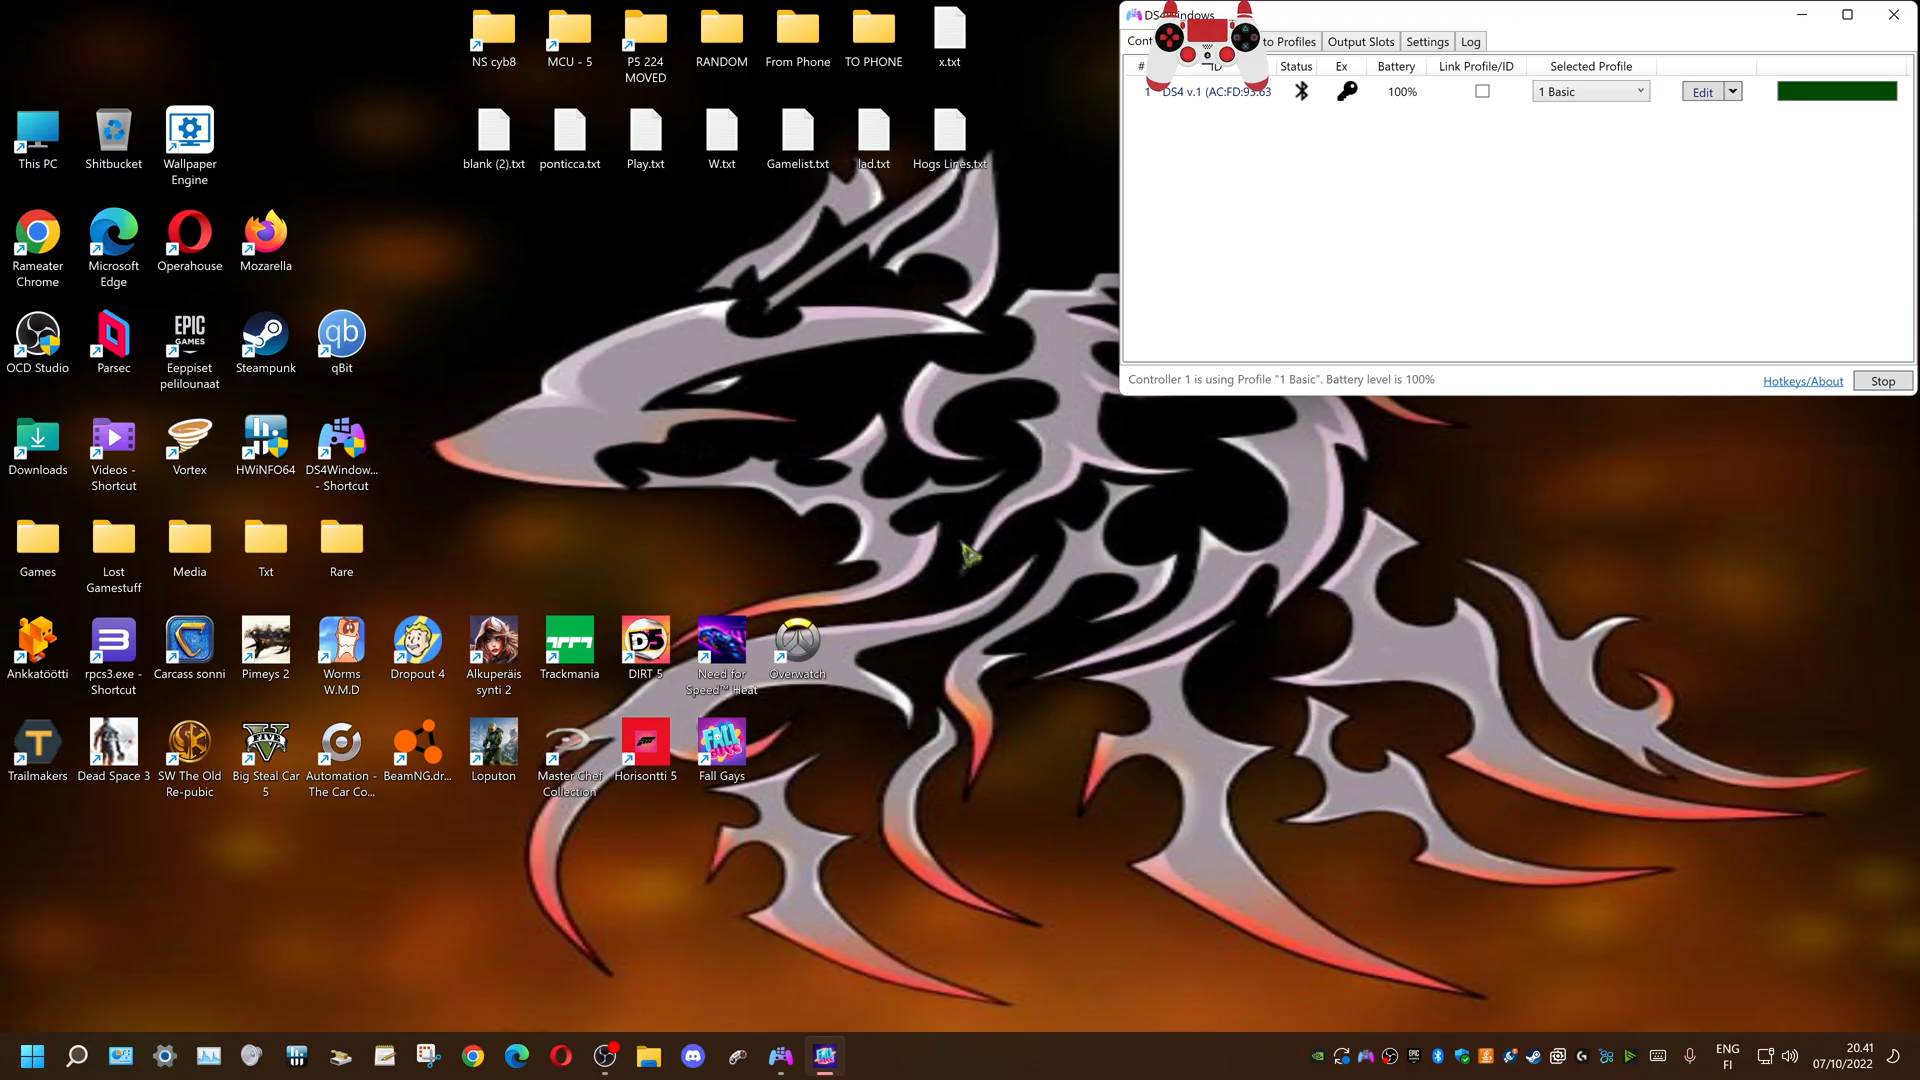 NS cyb8
MCU - 5
P5 224
MOVED
RANDOM
From Phone
TO PHONE
x.txt
This PC
Shitbucket
Wallpaper
Engine
blank (2).txt
ponticca.txt
Play.txt
W.txt
Gamelist.txt
lad.txt
Hogs Lines.txt
Rameater
Chrome
Microsoft
Edge
Operahouse
Mozarella
OCD Studio
Parsec
EPIC
GAMES
Eeppiset
pelilounaat
Steampunk
qb
qBit
Downloads
Videos -
Shortcut
Vortex
HWiNFO64
DS4Window...
- Shortcut
Games
Lost
Gamestuff
Media
Txt
Rare
Ankkatöötti
rpcs3.exe -
Shortcut
Carcass sonni
Pimeys 2
Worms
W.M.D
Dropout 4
Alkuperäis
synti 2
Trackmania
D5
DIRT 5
Need for
Speed™ Heat
Overwatch
T
Trailmakers
Dead Space 3
SW The Old
Re-pubic
V
FIVE
Big Steal Car
5
Automation -
The Car Co...
BeamNG.dr...
Loputon
Master Chef
Collection
Horisontti 5
FALL
GUYS
Fall Gays
Cont
to Profiles
Output Slots
Settings
Log
#
ID
Status
Ex
Battery
Link Profile/ID
Selected Profile
1
DS4 v.1 (AC:FD:93:63
100%
1 Basic
Edit
Controller 1 is using Profile "1 Basic". Battery level is 100%
Hotkeys/About
Stop
ENG
FI
20.41
07/10/2022